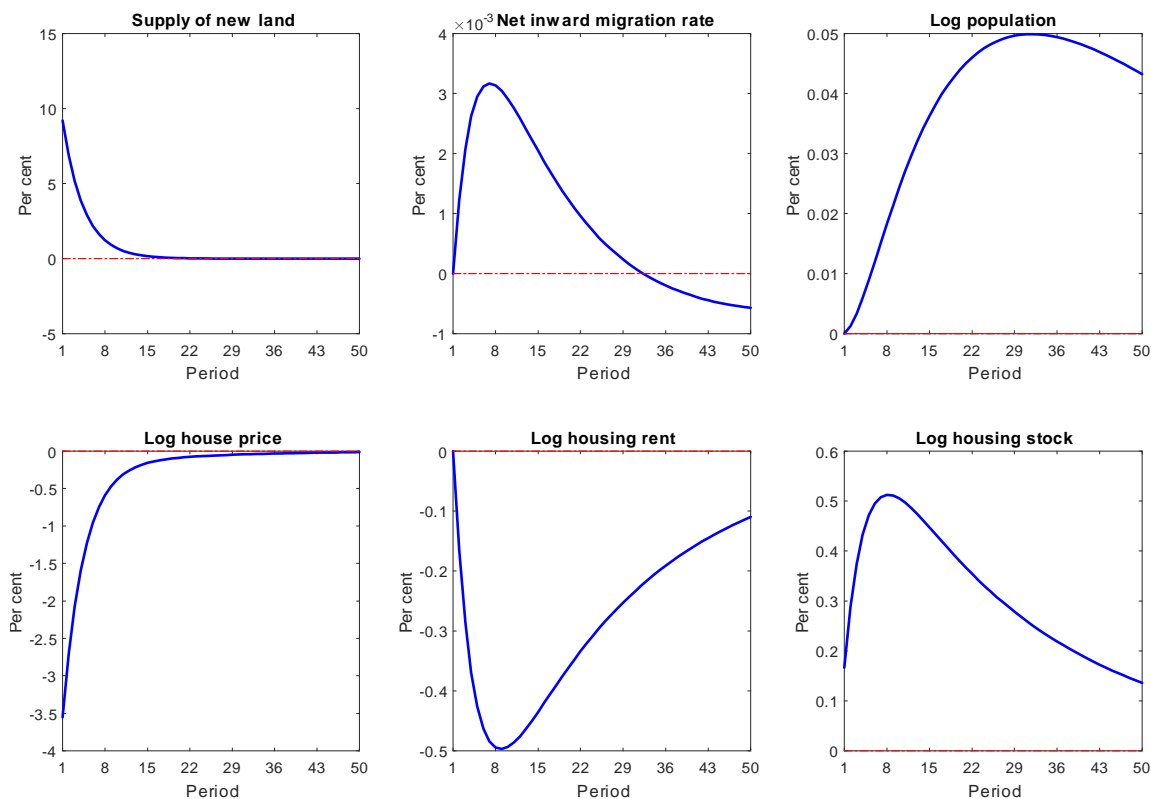 Supply of new land
Per cent
15
10
5
0
-5
1 8 15 22 29 36 43 50
Period
Net inward migration rate
×10-3
Per cent
4
3
2
1
0
-1
1 8 15 22 29 36 43 50
Period
Log population
Per cent
0.05
0.04
0.03
0.02
0.01
0
1 8 15 22 29 36 43 50
Period
Log house price
Per cent
0
-0.5
-1
-1.5
-2
-2.5
-3
-3.5
-4
1 8 15 22 29 36 43 50
Period
Log housing rent
Per cent
0
-0.1
-0.2
-0.3
-0.4
-0.5
1 8 15 22 29 36 43 50
Period
Log housing stock
Per cent
0.6
0.5
0.4
0.3
0.2
0.1
0
1 8 15 22 29 36 43 50
Period